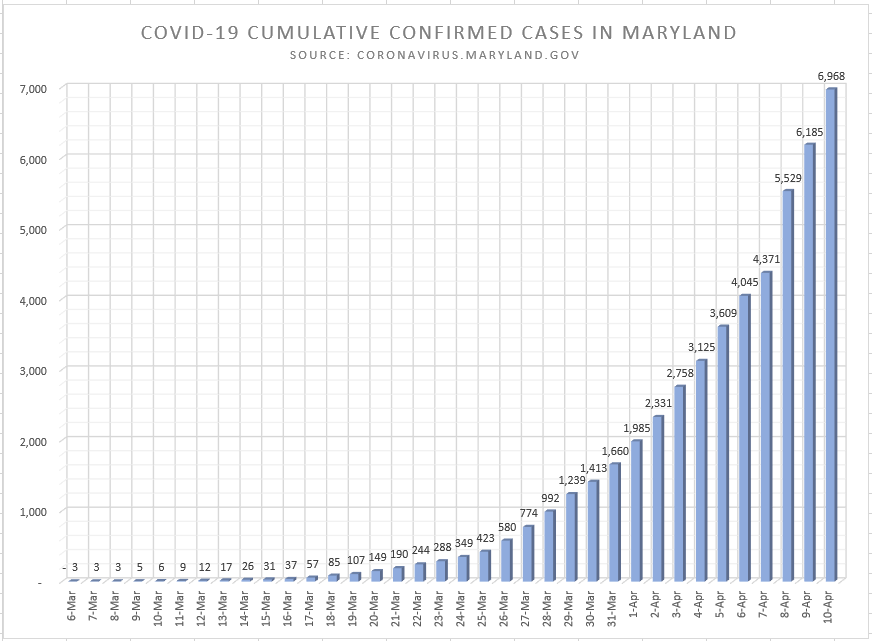 COVID-19 CUMULATIVE CONFIRMED CASES IN MARYLAND
SOURCE: CORONAVIRUS.MARYLAND.GOV
7,000
6,000
5,000
4,000
3,000
2,000
1,000
-
- 3 3 3 5 6 9 12 17 26 31 37 57 85 107 149 190 244 288 349 423 580 774 992 1,239 1,413 1,660 1,985 2,331 2,758 3,125 3,609 4,045 4,371 5,529 6,185 6,968
6-Mar 7-Mar 8-Mar 9-Mar 10-Mar 11-Mar 12-Mar 13-Mar 14-Mar 15-Mar 16-Mar 17-Mar 18-Mar 19-Mar 20-Mar 21-Mar 22-Mar 23-Mar 24-Mar 25-Mar 26-Mar 27-Mar 28-Mar 29-Mar 30-Mar 31-Mar 1-Apr 2-Apr 3-Apr 4-Apr 5-Apr 6-Apr 7-Apr 8-Apr 9-Apr 10-Apr